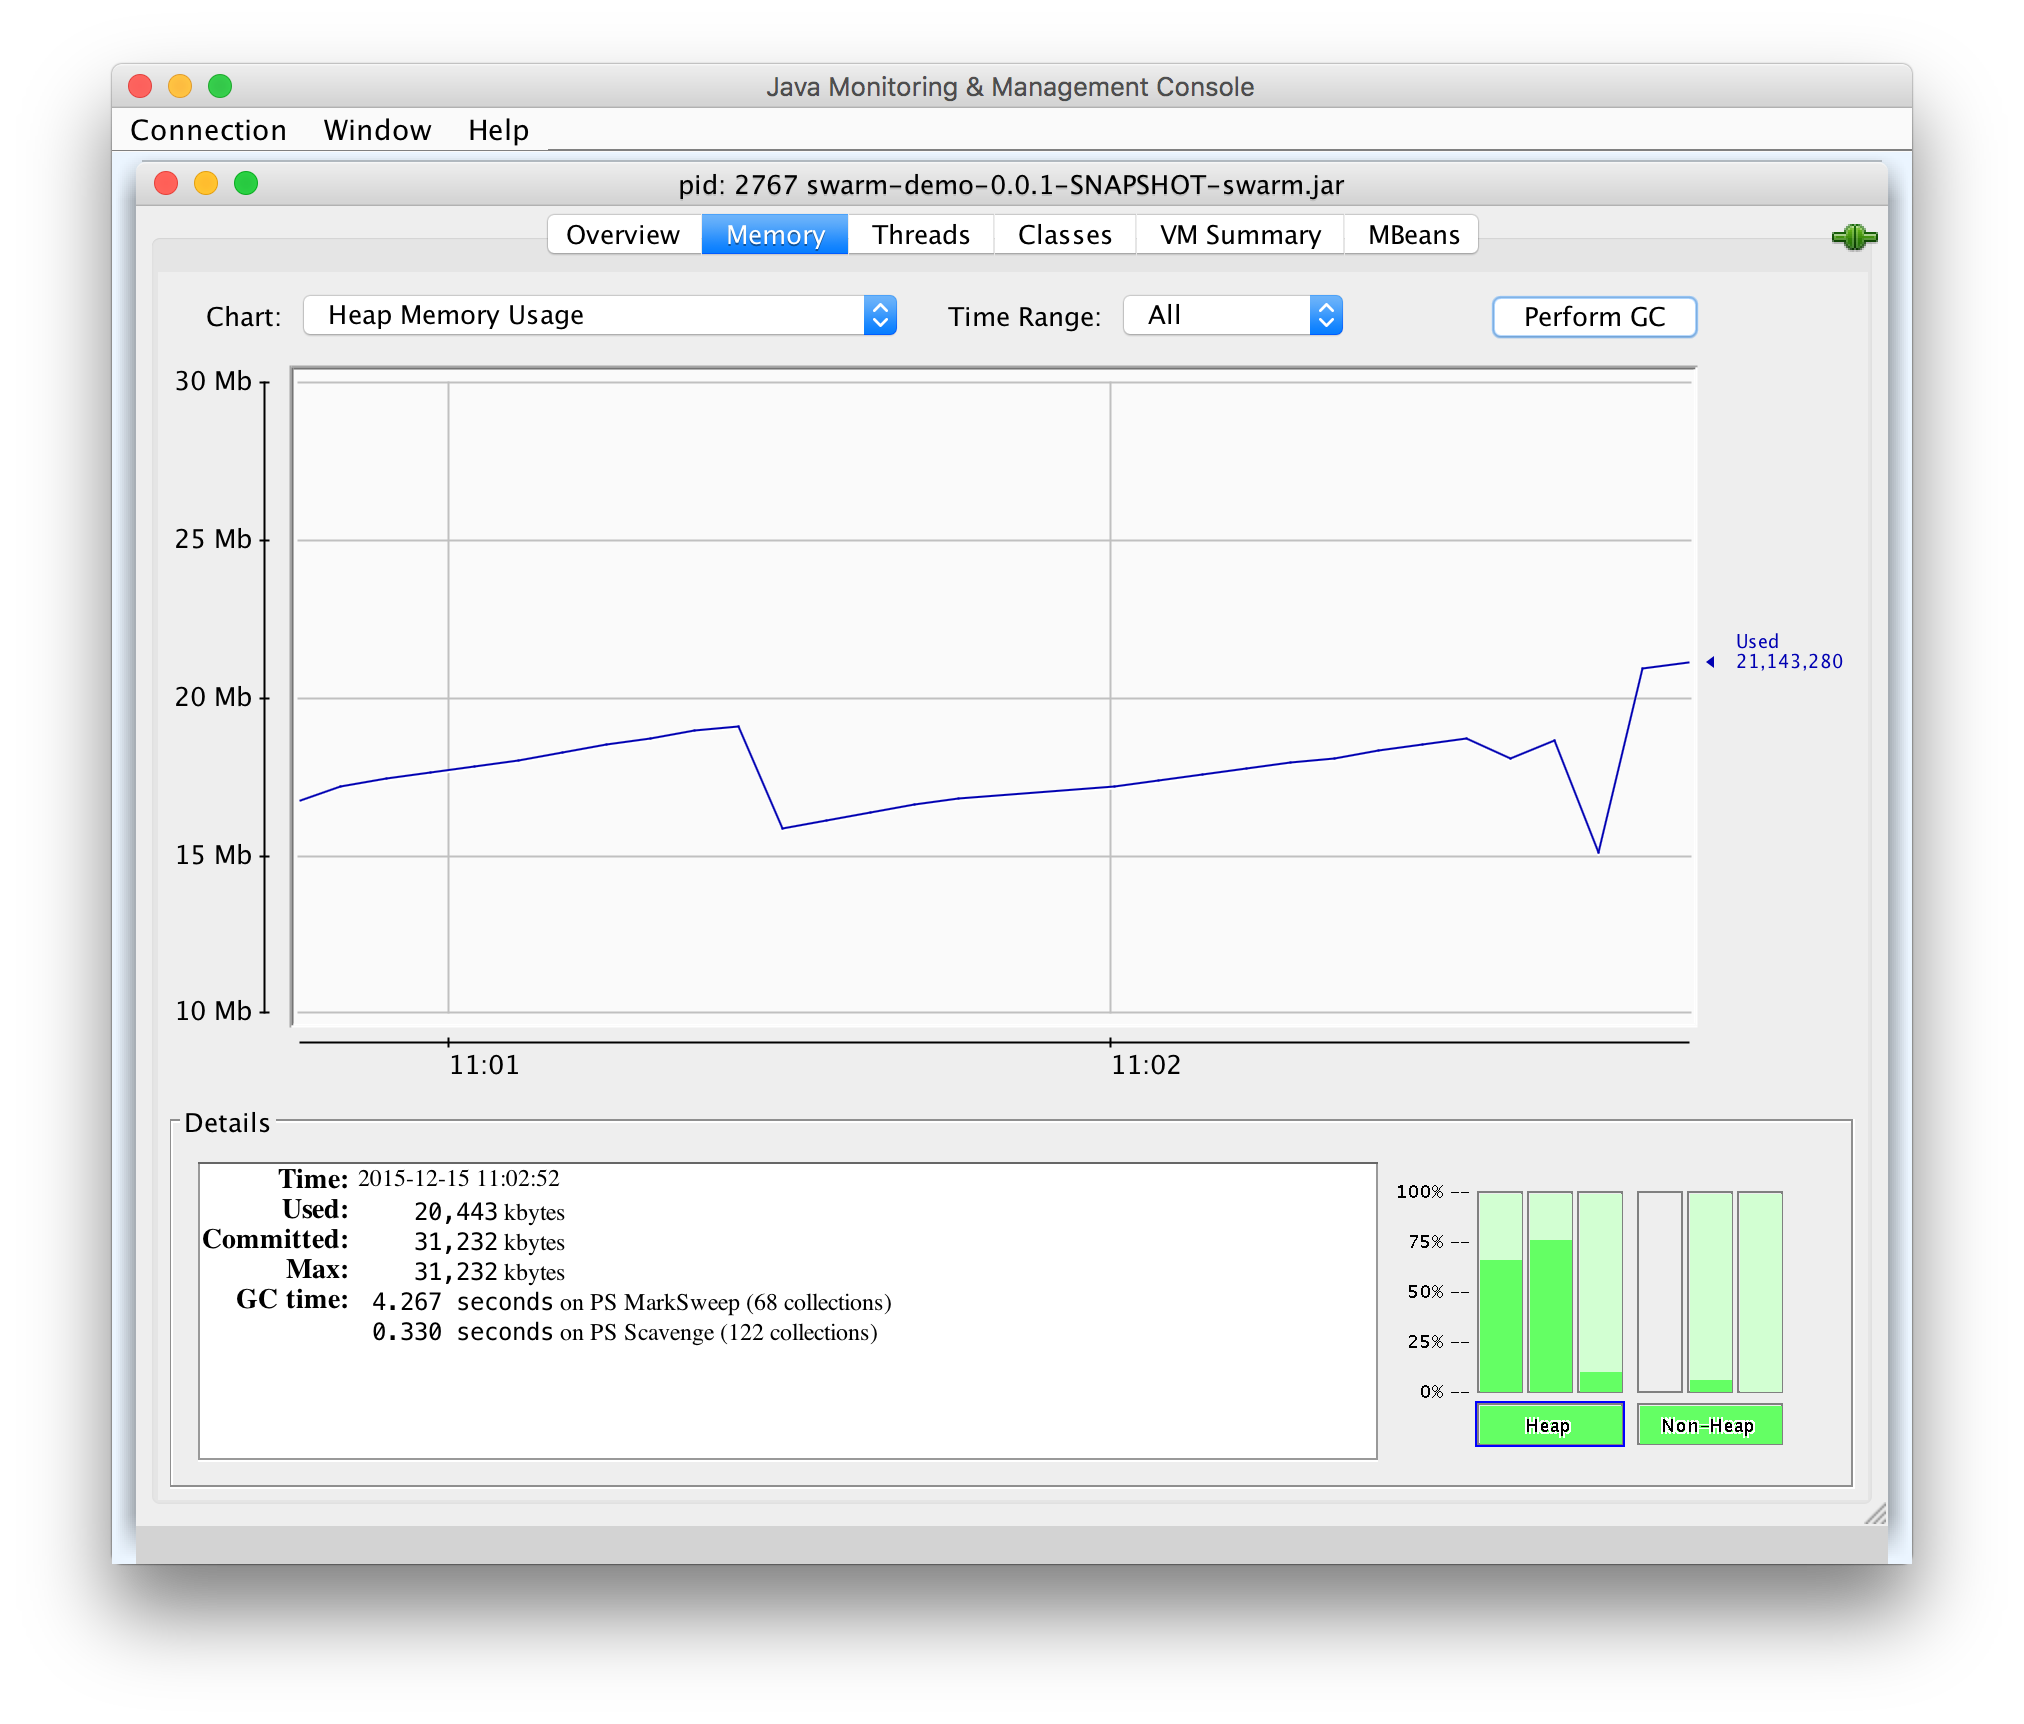 Java Monitoring & Management Console
Connection Window Help
pid: 2767 swarm-demo-0.0.1-SNAPSHOT-swarm.jar
Overview Memory Threads Classes VM Summary MBeans
Chart: Heap Memory Usage Time Range: All Perform GC
30 Mb
25 Mb
Used
21,143,280
20 Mb
15 Mb
10 Mb
11:01 11:02
Details
Time: 2015-12-15 11:02:52
Used: 20,443 kbytes
Committed: 31,232 kbytes
Max: 31,232 kbytes
GC time: 4.267 seconds on PS MarkSweep (68 collections)
0.330 seconds on PS Scavenge (122 collections)
100% --
75% --
50% --
25% --
0% --
Heap Non-Heap